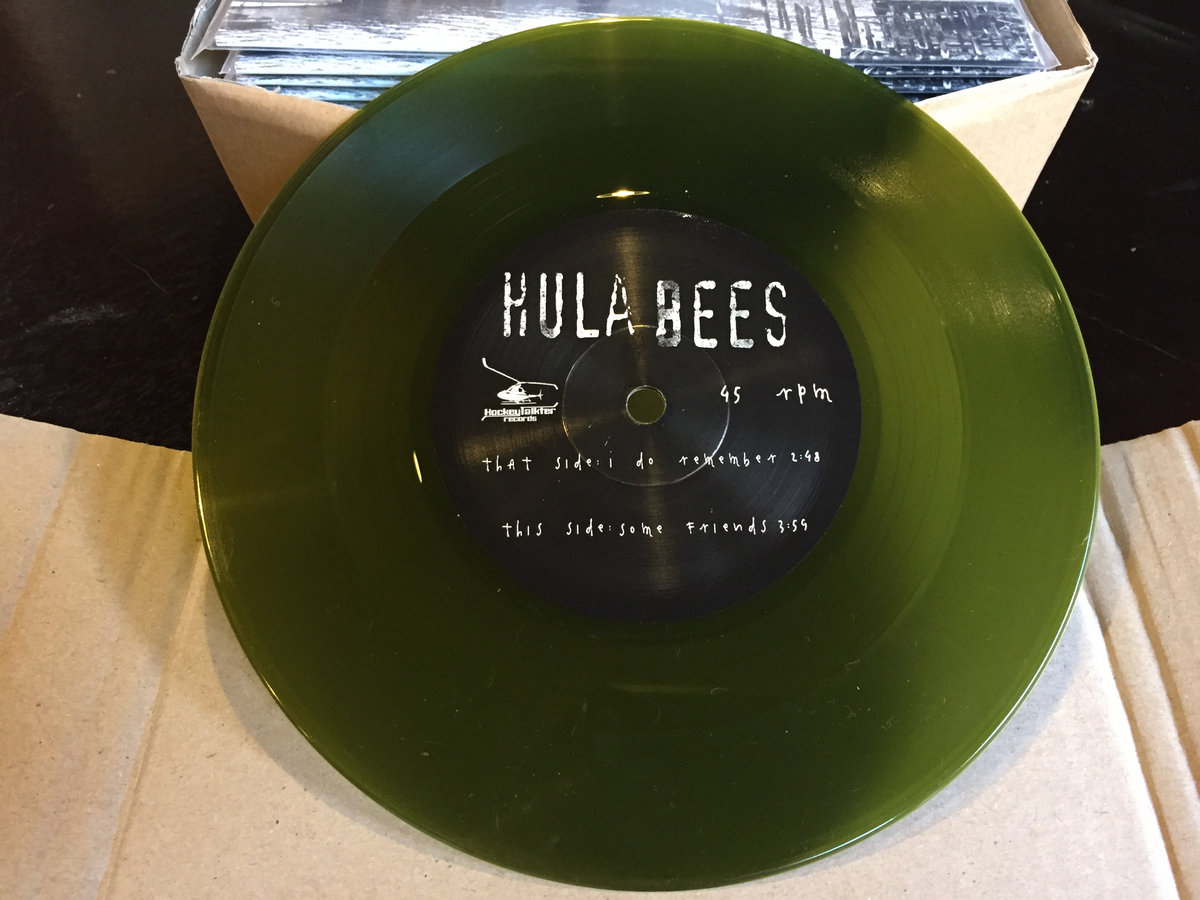 HULA BEES
45 rpm
HockeyTalkter
records
thAT sIde: i do remember 2:48
thIS sIde: some Friends 3:59